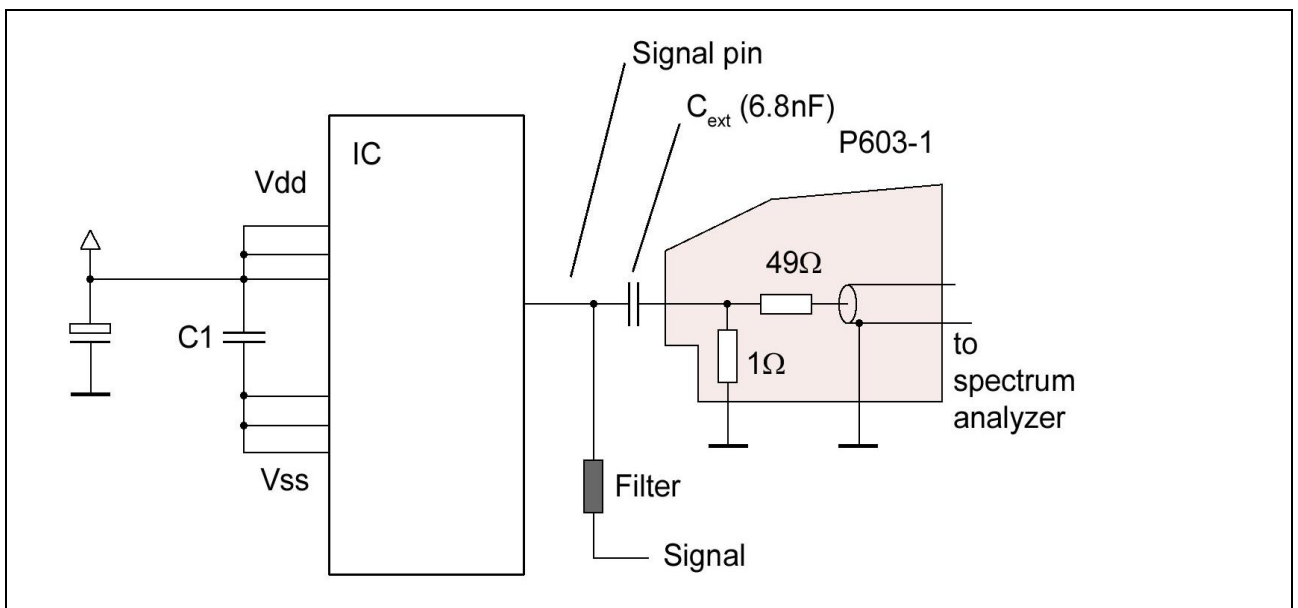 Signal pin
Cext (6.8nF)
P603-1
IC
Vdd
49Ω
C1
1Ω
to
spectrum
analyzer
Vss
Filter
Signal